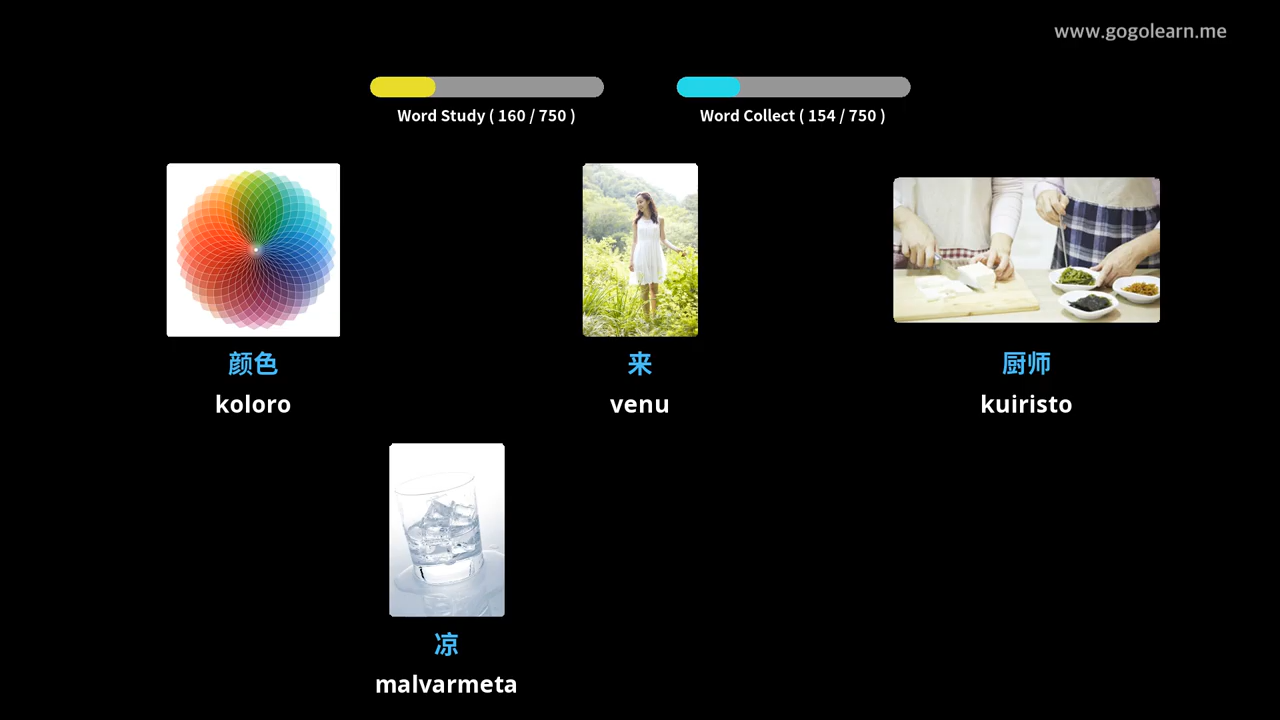 www.gogolearn.me
Word Study ( 160 / 750 )
Word Collect ( 154 / 750 )
颜色
koloro
来
venu
厨师
kuiristo
凉
malvarmeta